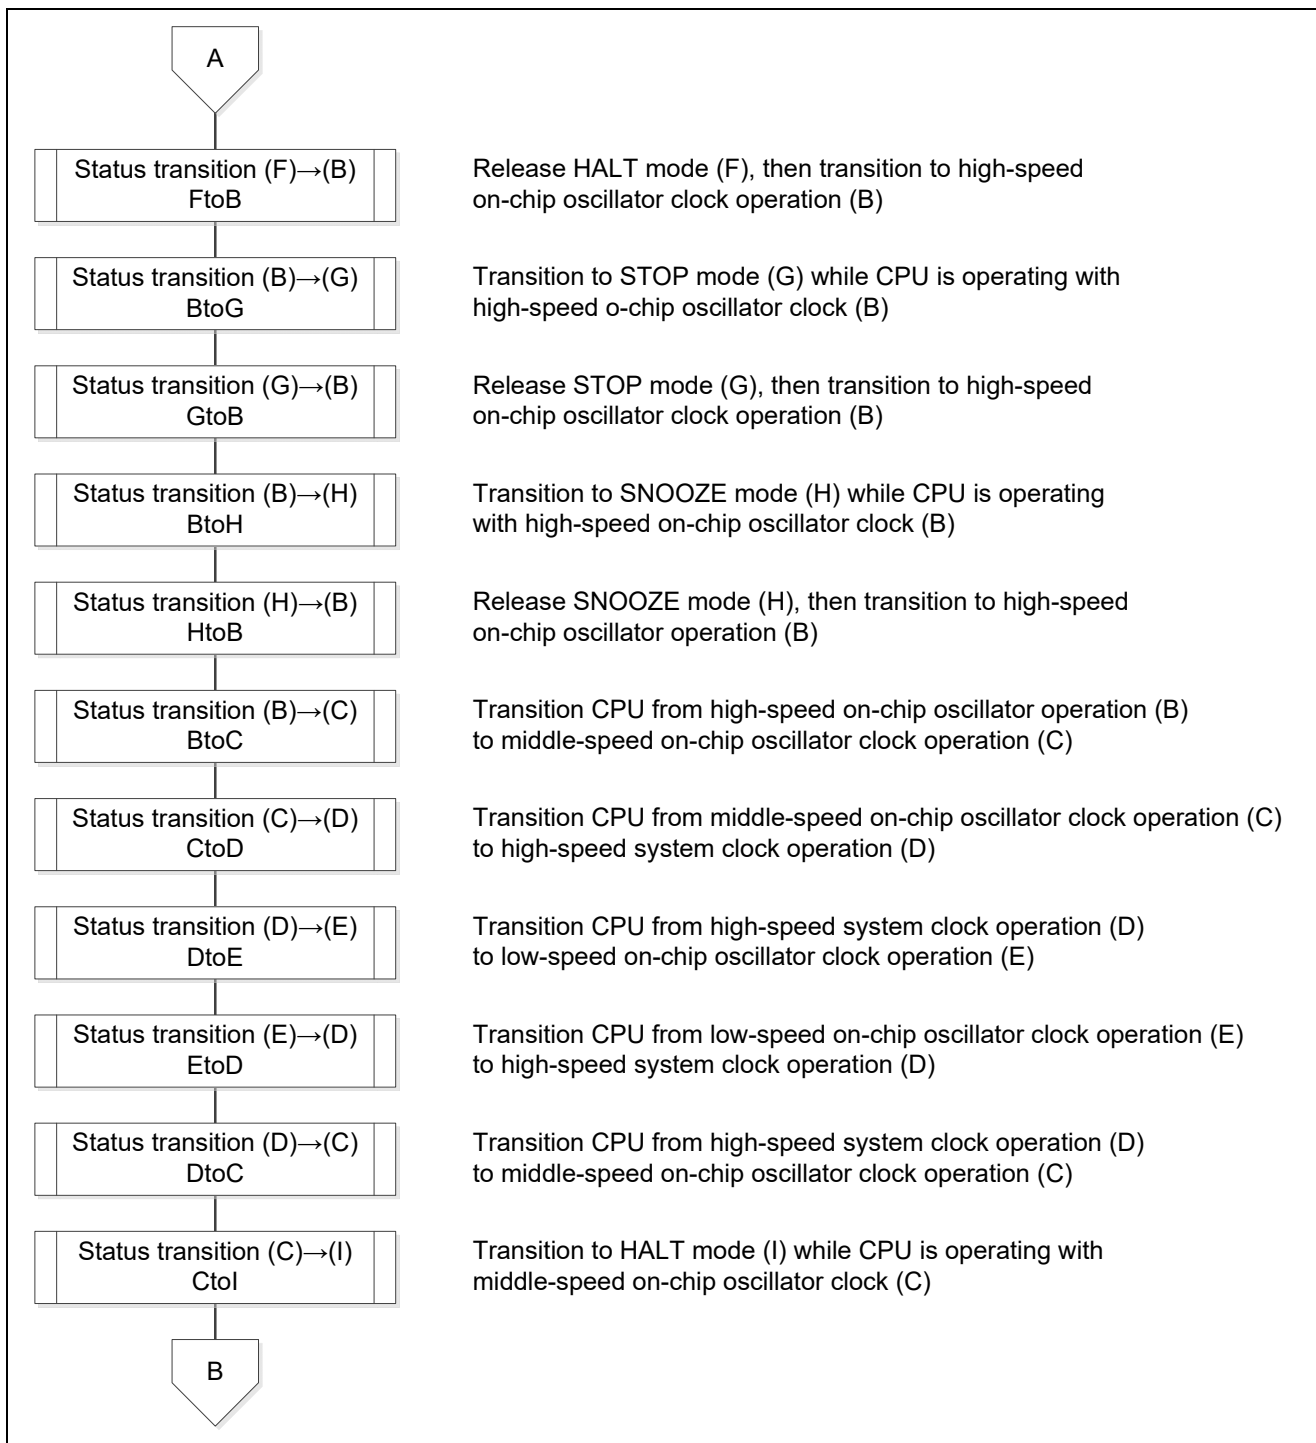 A
Status transition (F)→(B)
FtoB
Release HALT mode (F), then transition to high-speed
on-chip oscillator clock operation (B)
Status transition (B)→(G)
BtoG
Transition to STOP mode (G) while CPU is operating with
high-speed o-chip oscillator clock (B)
Status transition (G)→(B)
GtoB
Release STOP mode (G), then transition to high-speed
on-chip oscillator clock operation (B)
Status transition (B)→(H)
BtoH
Transition to SNOOZE mode (H) while CPU is operating
with high-speed on-chip oscillator clock (B)
Status transition (H)→(B)
HtoB
Release SNOOZE mode (H), then transition to high-speed
on-chip oscillator operation (B)
Status transition (B)→(C)
BtoC
Transition CPU from high-speed on-chip oscillator operation (B)
to middle-speed on-chip oscillator clock operation (C)
Status transition (C)→(D)
CtoD
Transition CPU from middle-speed on-chip oscillator clock operation (C)
to high-speed system clock operation (D)
Status transition (D)→(E)
DtoE
Transition CPU from high-speed system clock operation (D)
to low-speed on-chip oscillator clock operation (E)
Status transition (E)→(D)
EtoD
Transition CPU from low-speed on-chip oscillator clock operation (E)
to high-speed system clock operation (D)
Status transition (D)→(C)
DtoC
Transition CPU from high-speed system clock operation (D)
to middle-speed on-chip oscillator clock operation (C)
Status transition (C)→(I)
CtoI
Transition to HALT mode (I) while CPU is operating with
middle-speed on-chip oscillator clock (C)
B